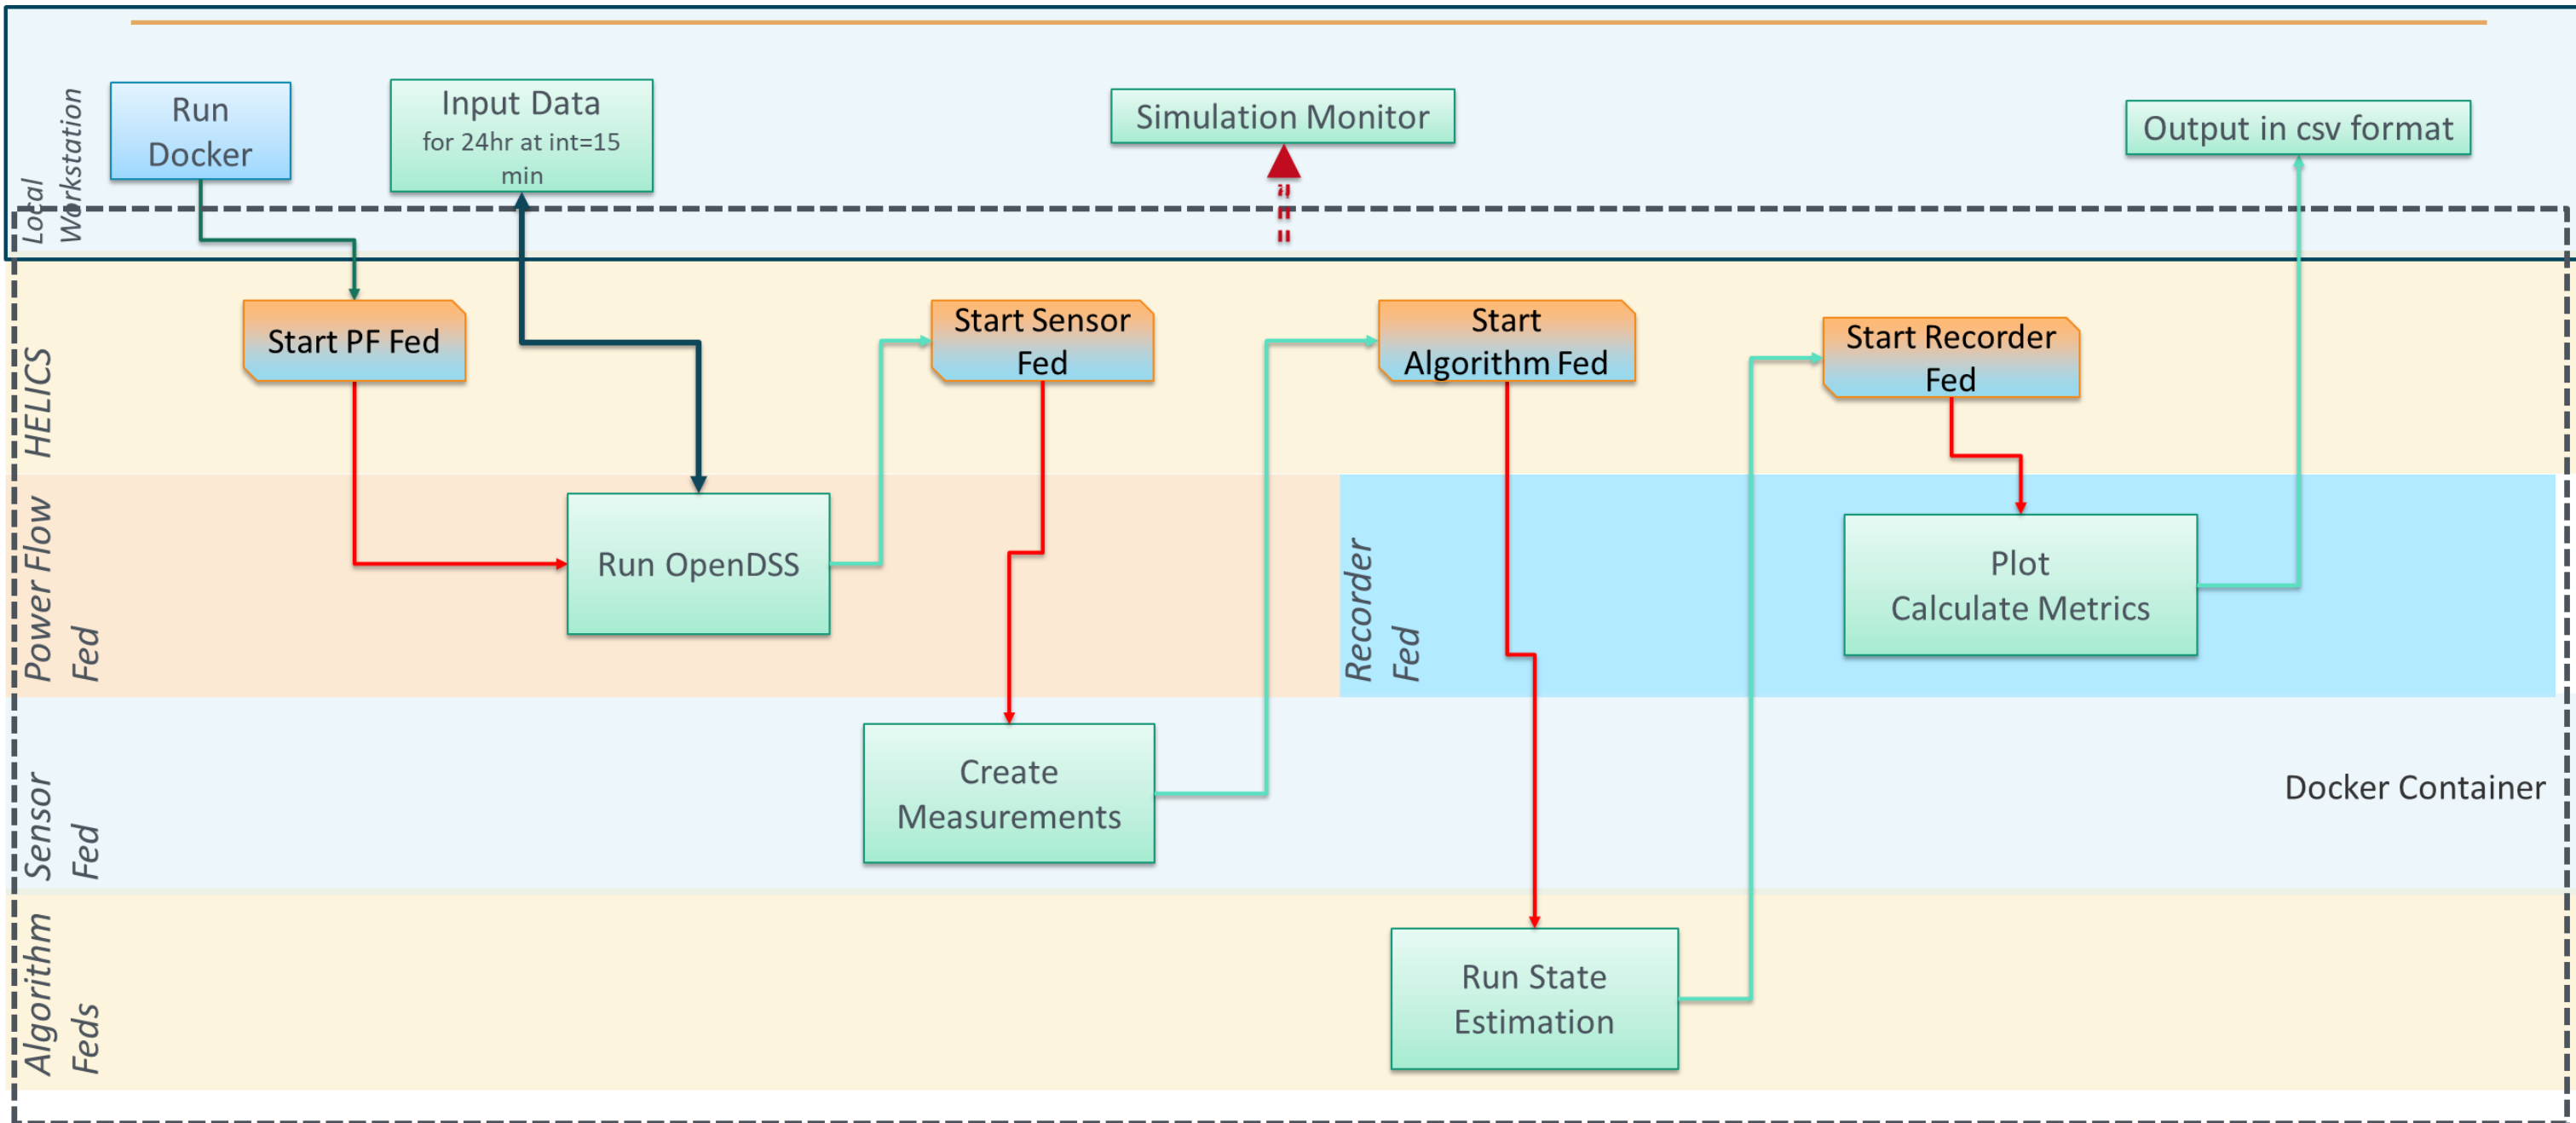 Local
Workstation
Run
Docker
Input Data
for 24hr at int=15
min
Simulation Monitor
Output in csv format
HELICS
Start PF Fed
Start Sensor
Fed
Start
Algorithm Fed
Start Recorder
Fed
Power Flow
Fed
Run OpenDSS
Recorder
Fed
Plot
Calculate Metrics
Sensor
Fed
Create
Measurements
Docker Container
Algorithm
Feds
Run State
Estimation